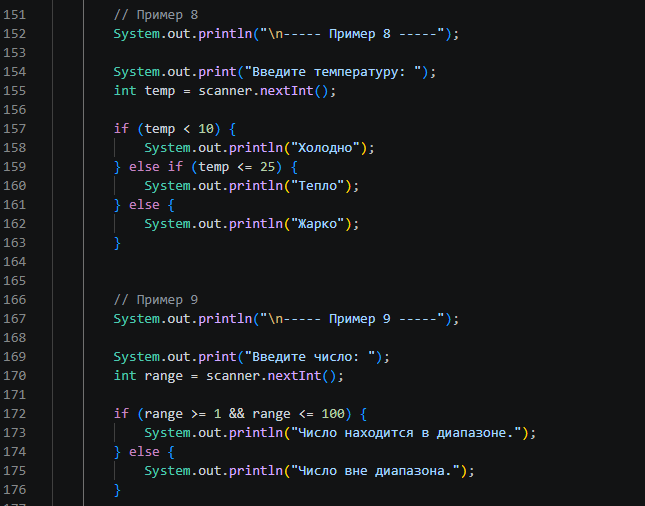 151 // Пример 8
152 System.out.println("\n----- Пример 8 -----");
153
154 System.out.print("Введите температуру: ");
155 int temp = scanner.nextInt();
156
157 if (temp < 10) {
158 System.out.println("Холодно");
159 } else if (temp <= 25) {
160 System.out.println("Тепло");
161 } else {
162 System.out.println("Жарко");
163 }
164
165
166 // Пример 9
167 System.out.println("\n----- Пример 9 -----");
168
169 System.out.print("Введите число: ");
170 int range = scanner.nextInt();
171
172 if (range >= 1 && range <= 100) {
173 System.out.println("Число находится в диапазоне.");
174 } else {
175 System.out.println("Число вне диапазона.");
176 }